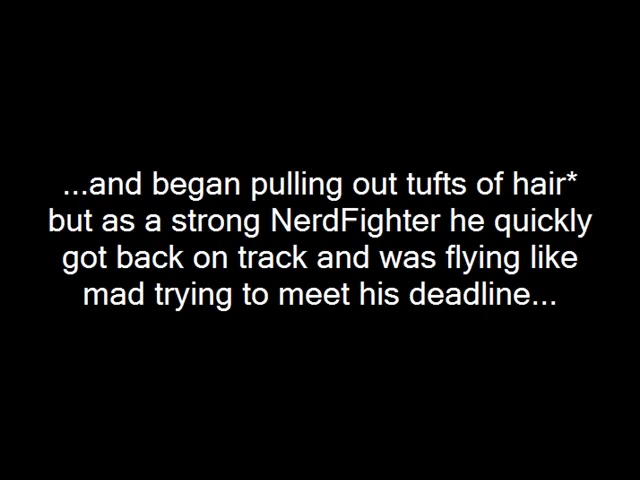 ...and began pulling out tufts of hair*
but as a strong NerdFighter he quickly
got back on track and was flying like
mad trying to meet his deadline...